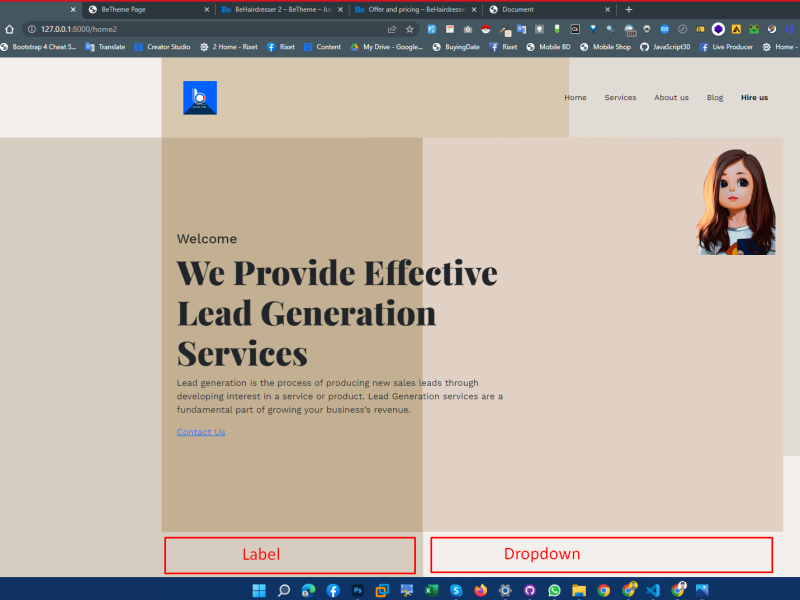 BeTheme Page
BeHairdresser 2 – BeTheme – Ju
Offer and pricing – BeHairdresse
Document
127.0.0.1:8000/home2
Bootstrap 4 Cheat S...
Translate
Creator Studio
2 Home - Rixet
Rixet
Content
My Drive - Google...
BuyingDate
Rixet
Mobile BD
Mobile Shop
JavaScript30
Live Producer
Home -
Home
Services
About us
Blog
Hire us
Welcome
We Provide Effective
Lead Generation
Services
Lead generation is the process of producing new sales leads through
developing interest in a service or product. Lead Generation services are a
fundamental part of growing your business's revenue.
Contact Us
Label
Dropdown